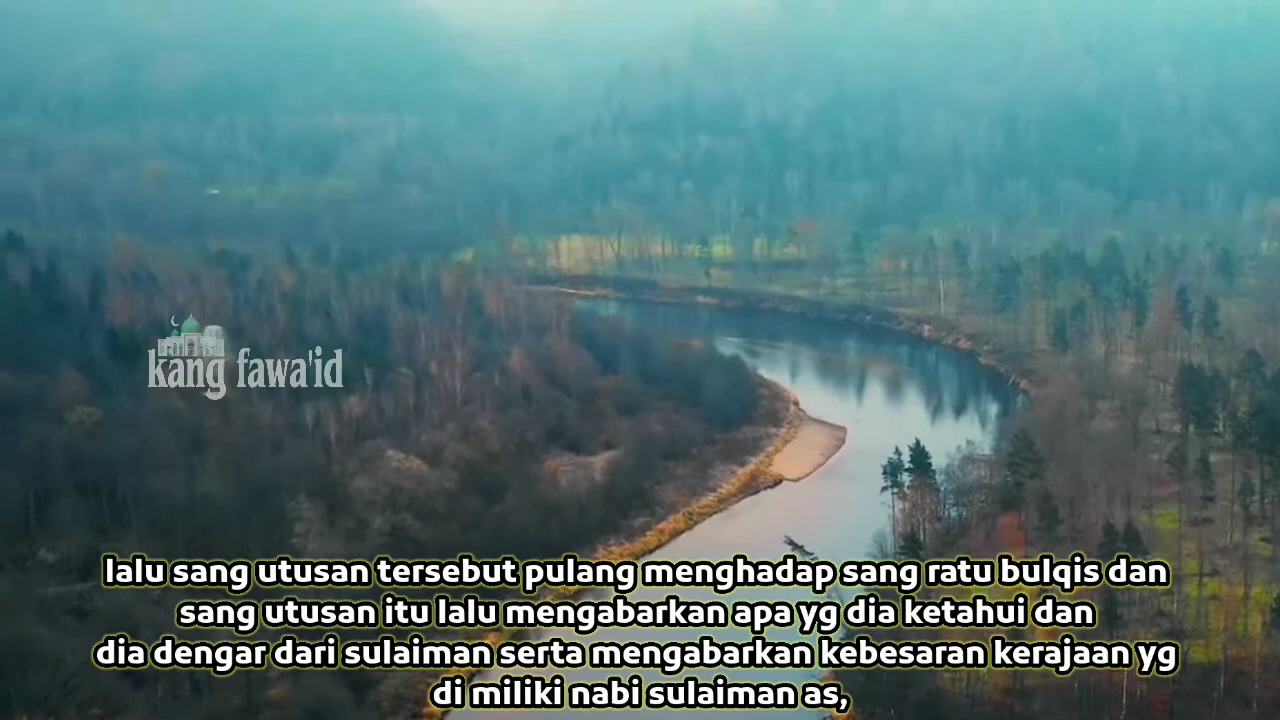 kang fawa'id
lalu sang utusan tersebut pulang menghadap sang ratu bulqis dan
sang utusan itu lalu mengabarkan apa yg dia ketahui dan
dia dengar dari sulaiman serta mengabarkan kebesaran kerajaan yg
di miliki nabi sulaiman as,